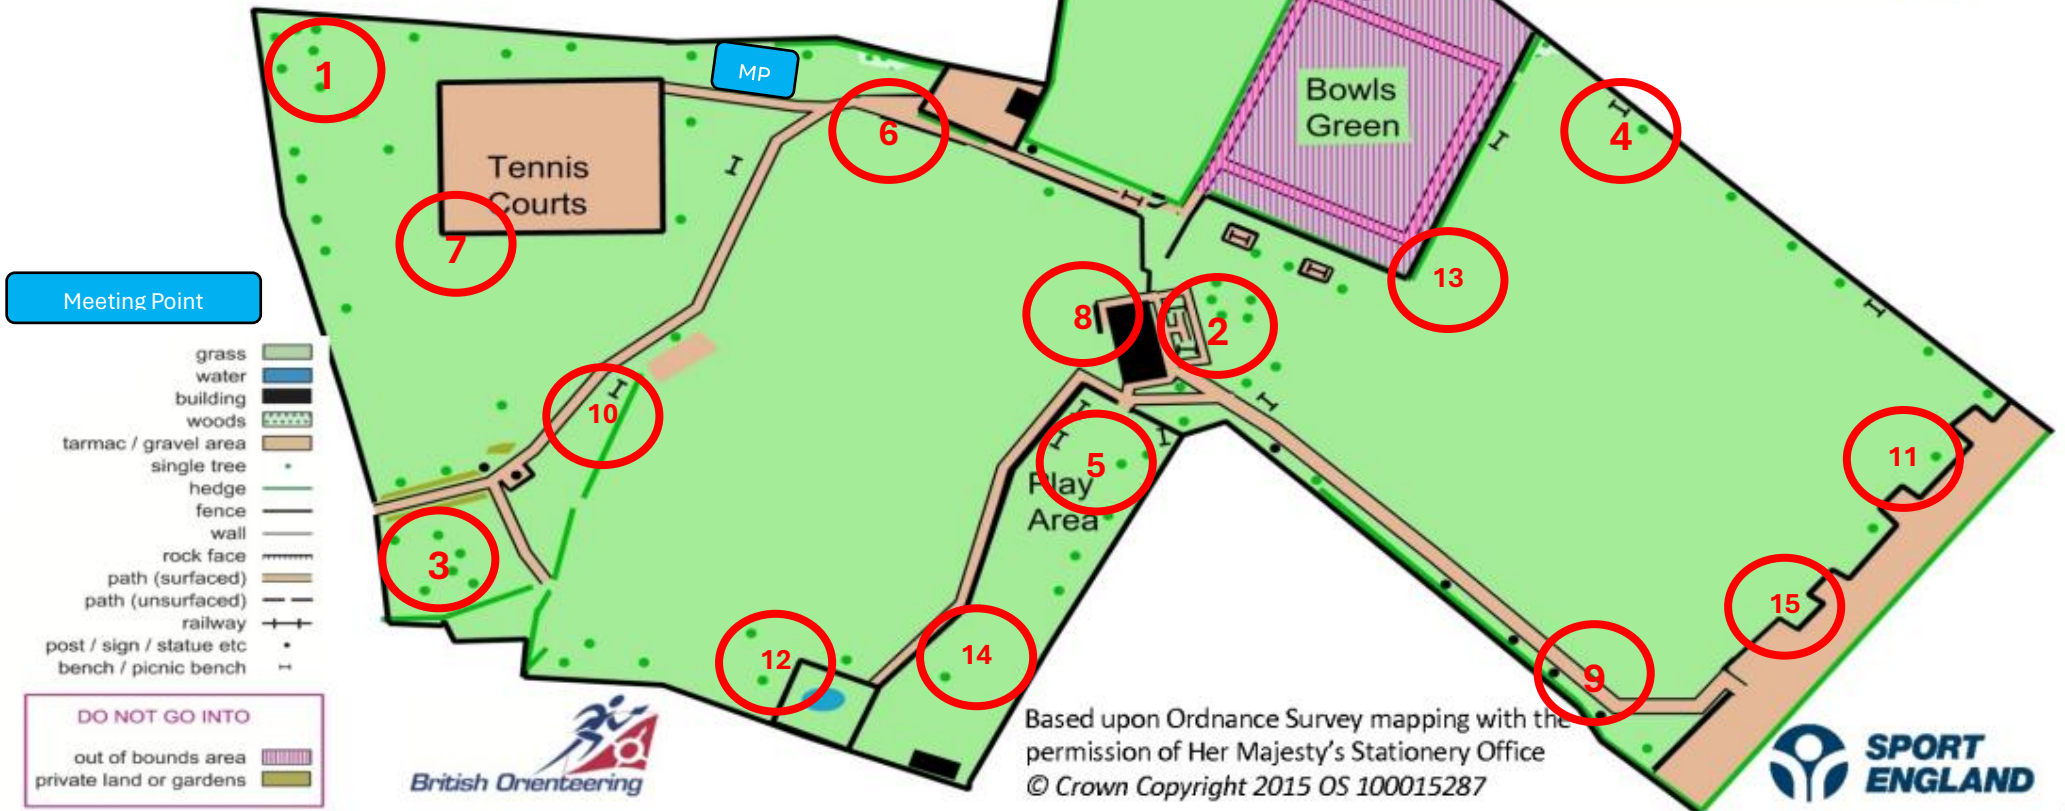 1
MP
6
Bowls
Green
4
Tennis
Courts
7
13
Meeting Point
8
2
10
5
Play
Area
11
3
12
14
15
9
grass
water
building
woods
tarmac / gravel area
single tree
hedge
fence
wall
rock face
path (surfaced)
path (unsurfaced)
railway
post / sign / statue etc
bench / picnic bench
DO NOT GO INTO
out of bounds area
private land or gardens
British Orienteering
Based upon Ordnance Survey mapping with the
permission of Her Majesty's Stationery Office
© Crown Copyright 2015 OS 100015287
SPORT
ENGLAND